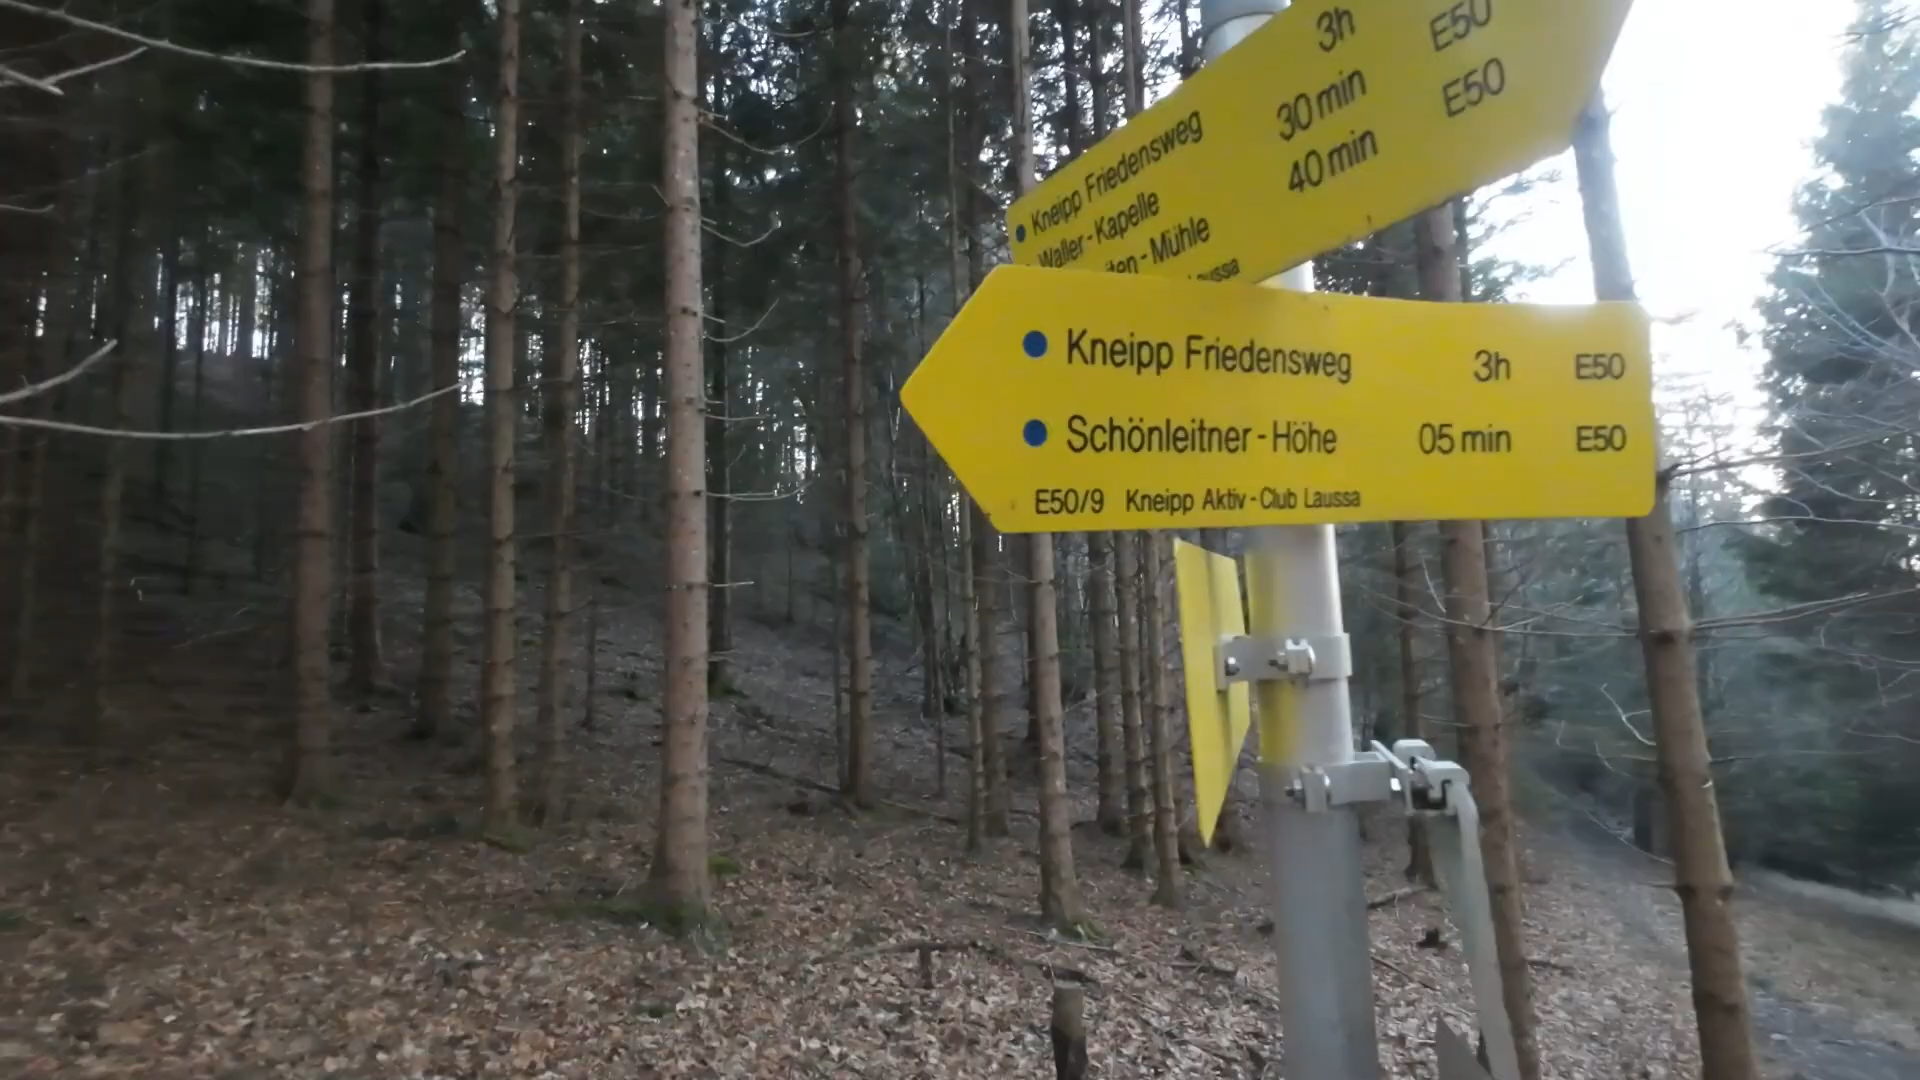 3h E50
Kneipp Friedensweg 30 min E50
Waller-Kapelle 40 min
-Mühle
Kneipp Friedensweg 3h E50
Schönleitner-Höhe 05 min E50
E50/9 Kneipp Aktiv-Club Laussa